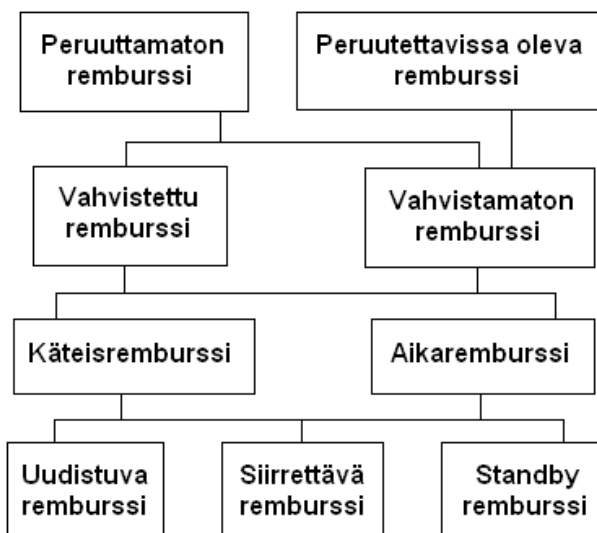 Peruuttamaton
remburssi
Peruutettavissa oleva
remburssi
Vahvistettu
remburssi
Vahvistamaton
remburssi
Käteisremburssi
Aikaremburssi
Uudistuva
remburssi
Siirrettävä
remburssi
Standby
remburssi